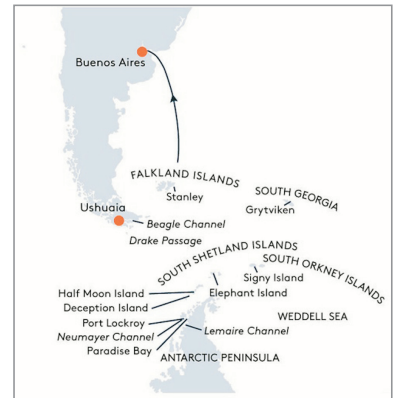 Buenos Aires
FALKLAND ISLANDS
Stanley
SOUTH GEORGIA
Grytviken
Ushuaia
Beagle Channel
Drake Passage
SOUTH SHETLAND ISLANDS
SOUTH ORKNEY ISLANDS
Signy Island
Elephant Island
Half Moon Island
Deception Island
Port Lockroy
Neumayer Channel
Paradise Bay
Lemaire Channel
WEDDELL SEA
ANTARCTIC PENINSULA